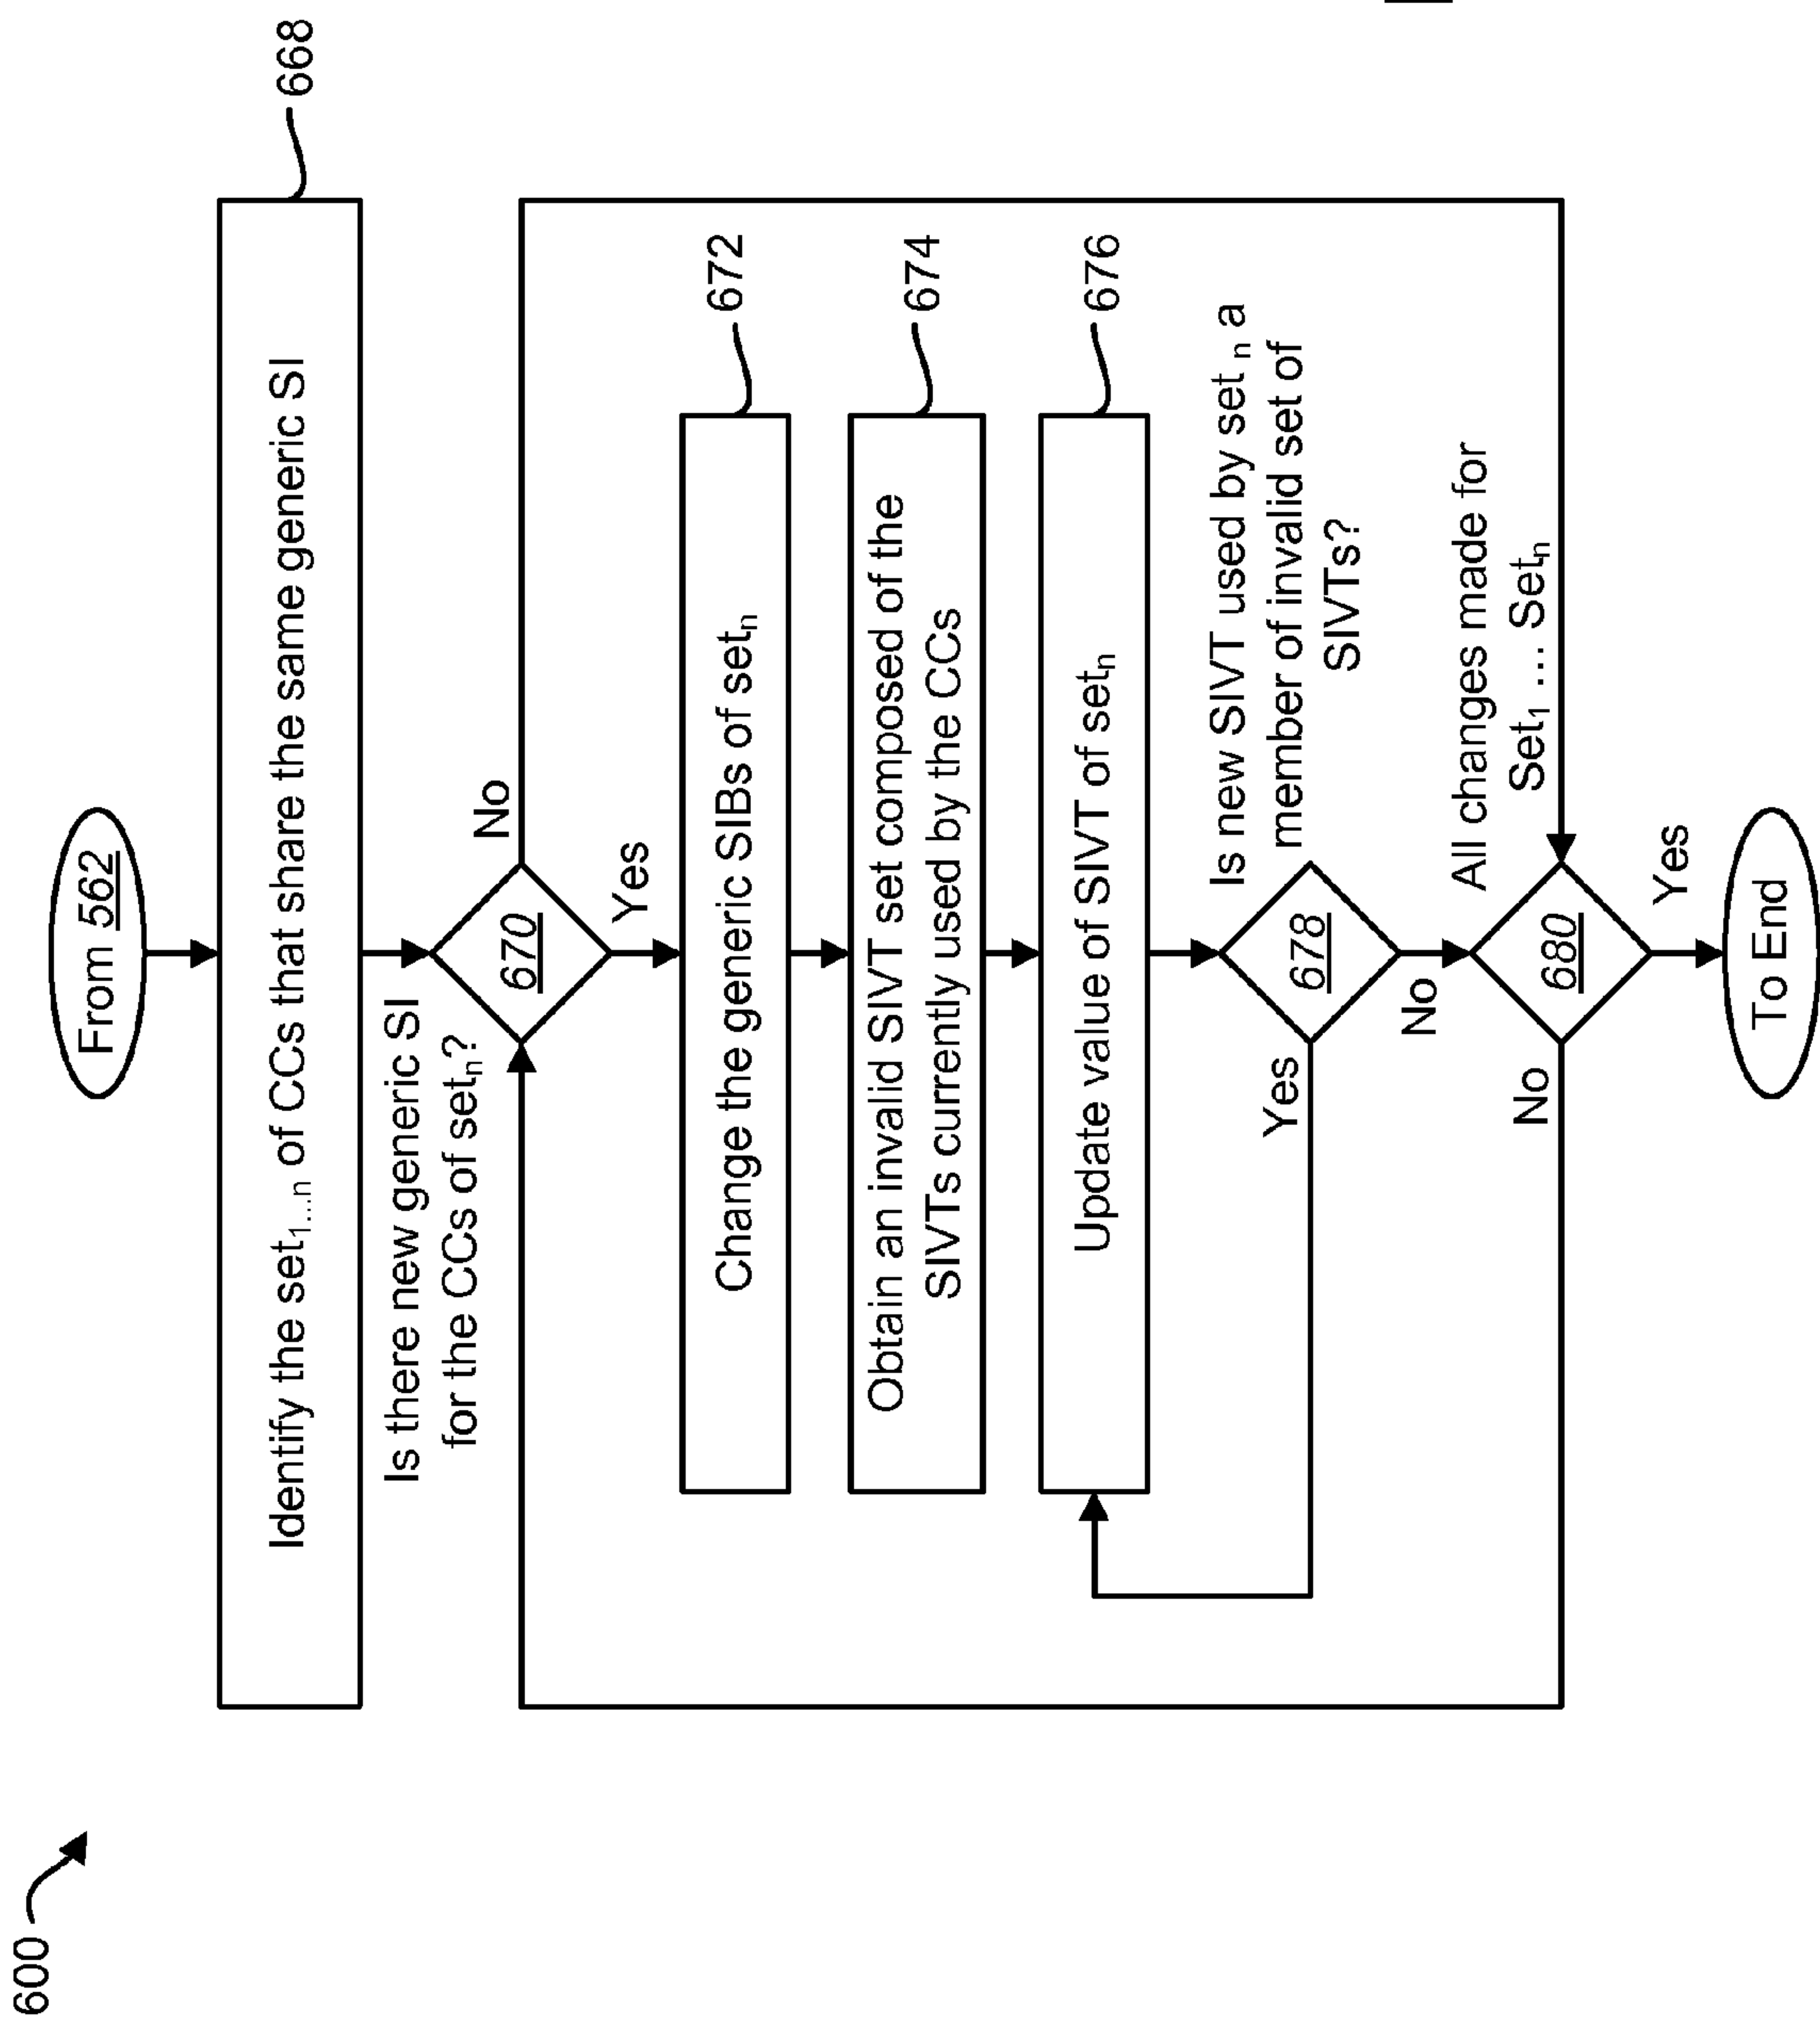 600
From 562
Identify the set1...n of CCs that share the same generic SI
668
Is there new generic SI
for the CCs of setn?
670
No
Yes
Change the generic SIBs of setn
672
Obtain an invalid SIVT set composed of the
SIVTs currently used by the CCs
674
Update value of SIVT of setn
676
Is new SIVT used by set n a
member of invalid set of
SIVTs?
678
Yes
No
All changes made for
Set1 ... Setn
680
No
Yes
To End